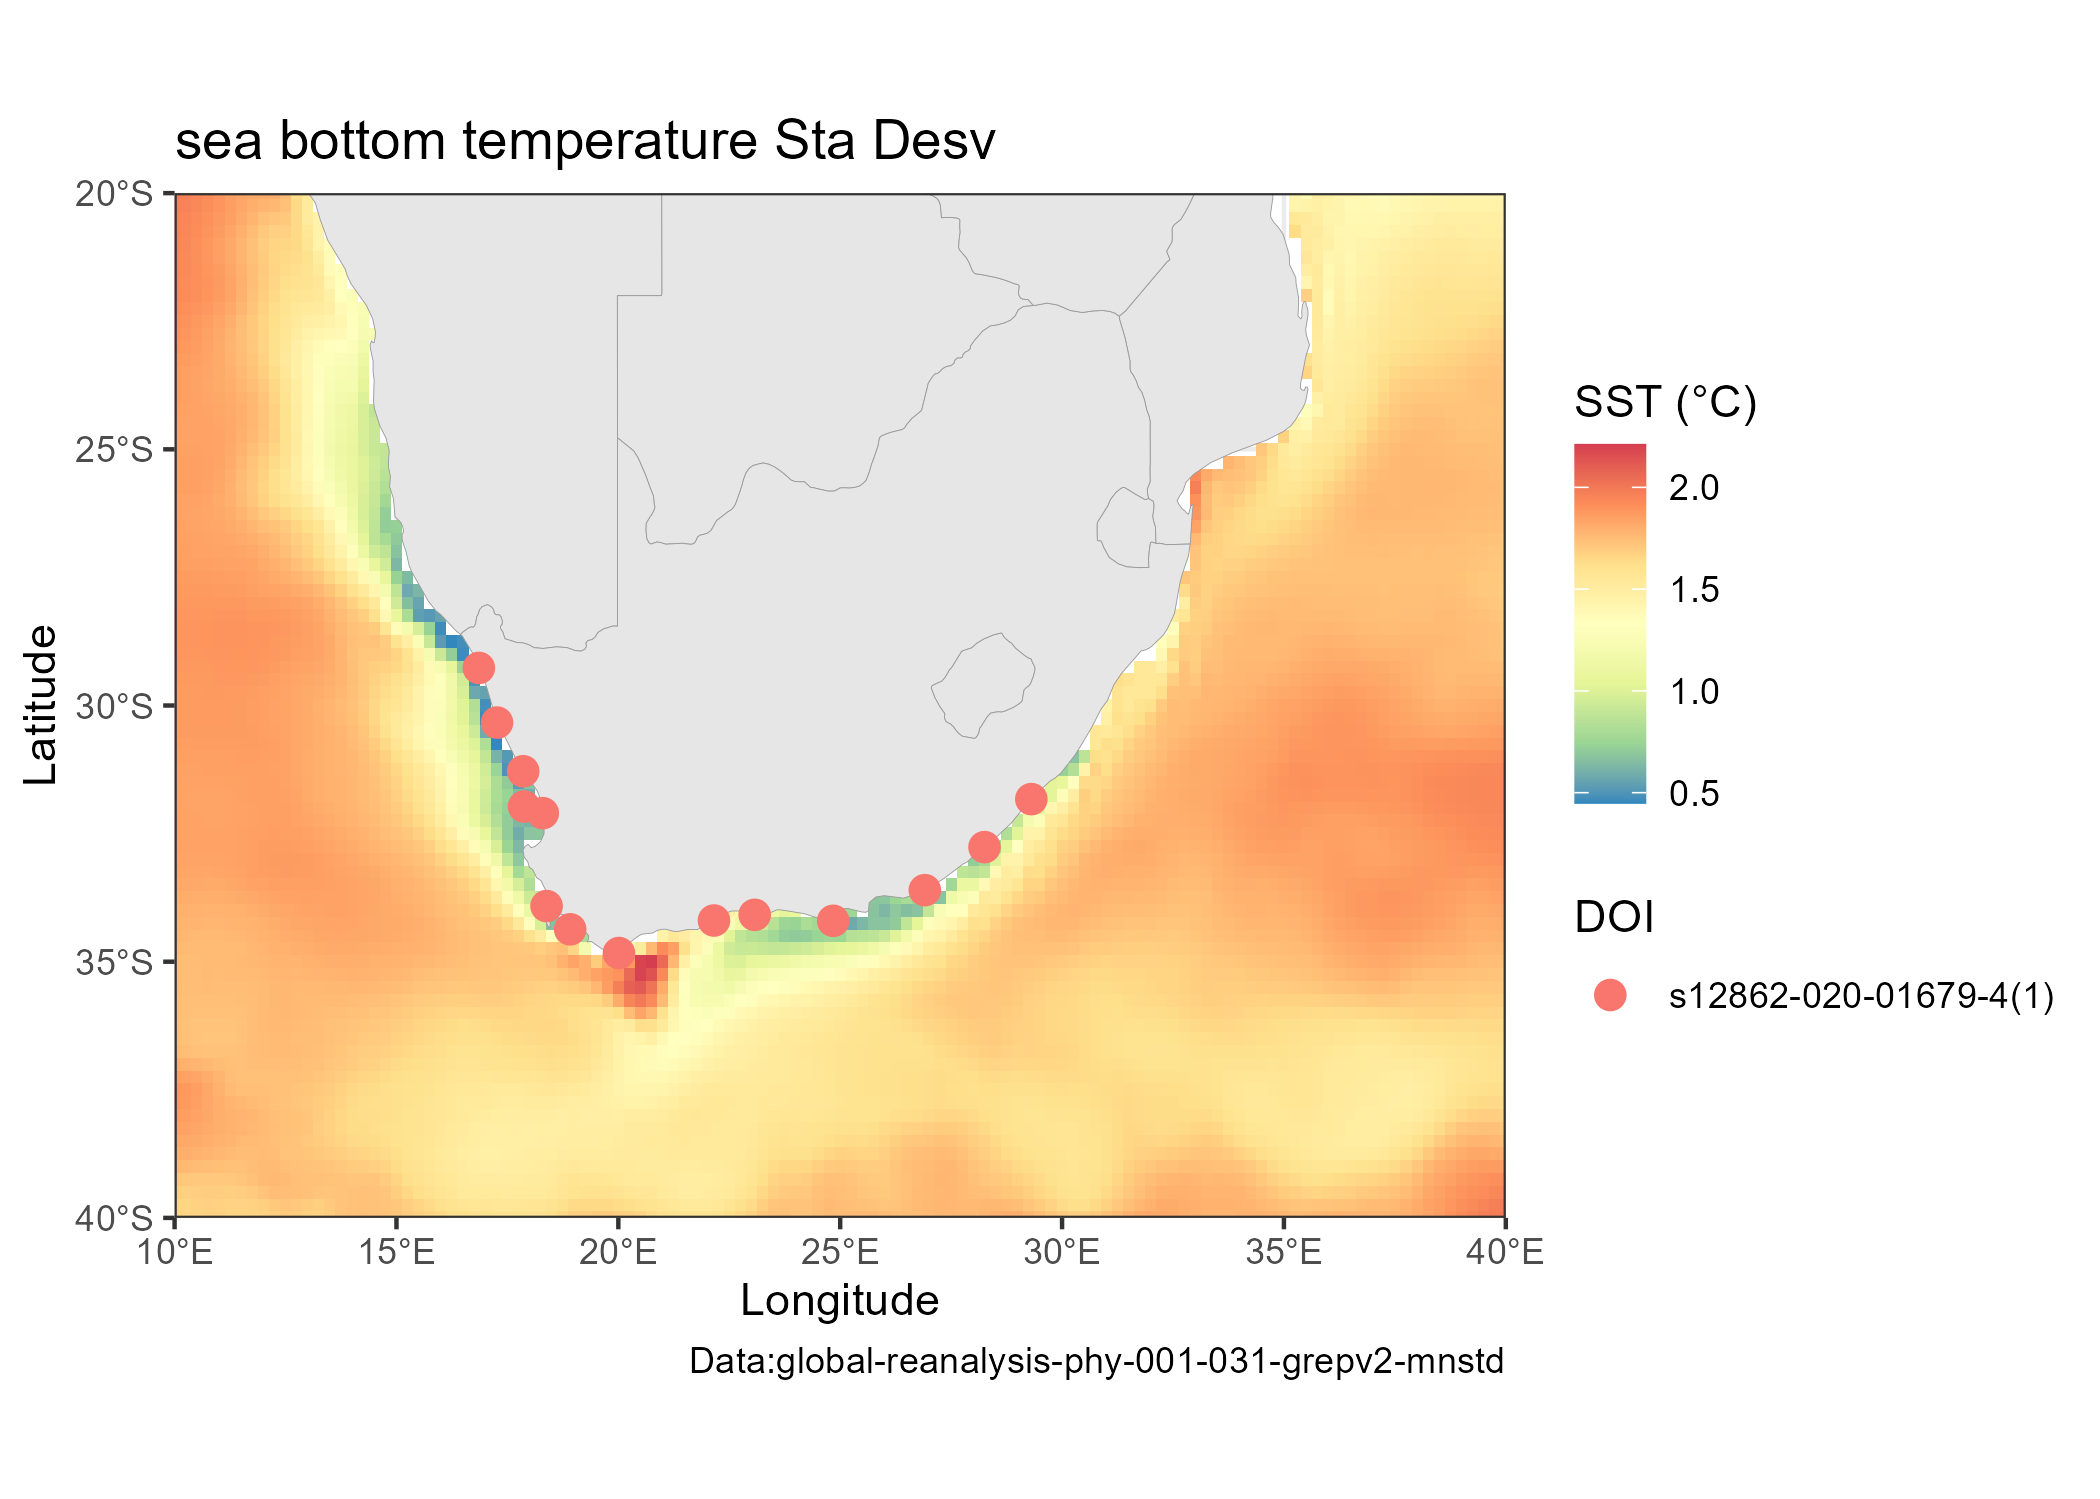 sea bottom temperature Sta Desv
20°S
25°S
30°S
35°S
40°S
Latitude
10°E 15°E 20°E 25°E 30°E 35°E 40°E
Longitude
Data:global-reanalysis-phy-001-031-grepv2-mnstd
SST (°C)
2.0
1.5
1.0
0.5
DOI
s12862-020-01679-4(1)